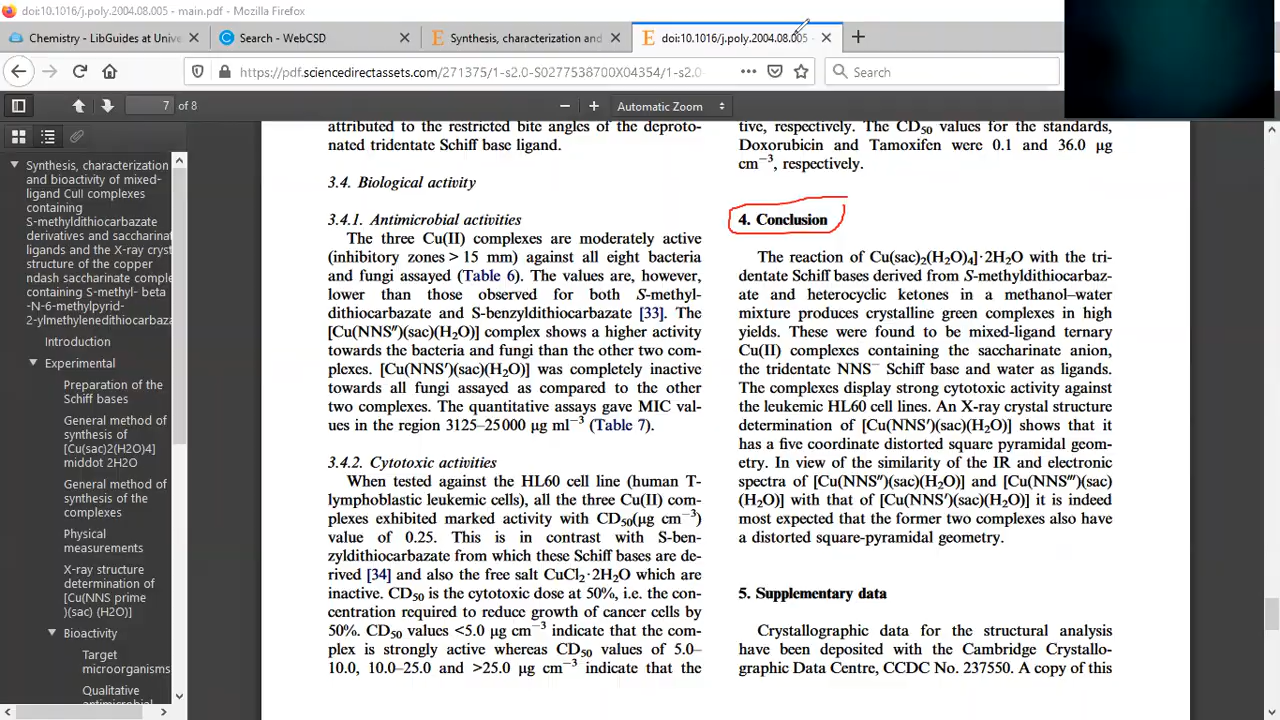 doi:10.1016/j.poly.2004.08.005 - main.pdf - Mozilla Firefox
Chemistry - LibGuides at Unive
Search - WebCSD
Synthesis, characterization and
doi:10.1016/j.poly.2004.08.005 -
https://pdf.sciencedirectassets.com/271375/1-s2.0-S0277538700X04354/1-s2.0-
Search
7 of 8
Automatic Zoom
Synthesis, characterization
and bioactivity of mixed-
ligand CuII complexes
containing
S-methyldithiocarbazate
derivatives and saccharinat
ligands and the X-ray cryst
structure of the copper
ndash saccharinate complex
containing S-methyl- beta
-N-6-methylpyrid-
2-ylmethylenedithiocarbaza
Introduction
Experimental
Preparation of the
Schiff bases
General method of
synthesis of
[Cu(sac)2(H2O)4]
middot 2H2O
General method of
synthesis of the
complexes
Physical
measurements
X-ray structure
determination of
[Cu(NNS prime
)(sac) (H2O)]
Bioactivity
Target
microorganisms
Qualitative
antimicrobial
attributed to the restricted bite angles of the deproto-
nated tridentate Schiff base ligand.
3.4. Biological activity
3.4.1. Antimicrobial activities
The three Cu(II) complexes are moderately active
(inhibitory zones > 15 mm) against all eight bacteria
and fungi assayed (Table 6). The values are, however,
lower than those observed for both S-methyl-
dithiocarbazate and S-benzyldithiocarbazate [33]. The
[Cu(NNS″)(sac)(H₂O)] complex shows a higher activity
towards the bacteria and fungi than the other two com-
plexes. [Cu(NNS′)(sac)(H₂O)] was completely inactive
towards all fungi assayed as compared to the other
two complexes. The quantitative assays gave MIC val-
ues in the region 3125–25 000 μg ml⁻³ (Table 7).
3.4.2. Cytotoxic activities
When tested against the HL60 cell line (human T-
lymphoblastic leukemic cells), all the three Cu(II) com-
plexes exhibited marked activity with CD₅₀(μg cm⁻³)
value of 0.25. This is in contrast with S-ben-
zyldithiocarbazate from which these Schiff bases are de-
rived [34] and also the free salt CuCl₂·2H₂O which are
inactive. CD₅₀ is the cytotoxic dose at 50%, i.e. the con-
centration required to reduce growth of cancer cells by
50%. CD₅₀ values <5.0 μg cm⁻³ indicate that the com-
plex is strongly active whereas CD₅₀ values of 5.0–
10.0, 10.0–25.0 and >25.0 μg cm⁻³ indicate that the
tive, respectively. The CD₅₀ values for the standards,
Doxorubicin and Tamoxifen were 0.1 and 36.0 μg
cm⁻³, respectively.
4. Conclusion
The reaction of Cu(sac)₂(H₂O)₄]·2H₂O with the tri-
dentate Schiff bases derived from S-methyldithiocarbaz-
ate and heterocyclic ketones in a methanol–water
mixture produces crystalline green complexes in high
yields. These were found to be mixed-ligand ternary
Cu(II) complexes containing the saccharinate anion,
the tridentate NNS⁻ Schiff base and water as ligands.
The complexes display strong cytotoxic activity against
the leukemic HL60 cell lines. An X-ray crystal structure
determination of [Cu(NNS′)(sac)(H₂O)] shows that it
has a five coordinate distorted square pyramidal geom-
etry. In view of the similarity of the IR and electronic
spectra of [Cu(NNS″)(sac)(H₂O)] and [Cu(NNS‴)(sac)
(H₂O)] with that of [Cu(NNS′)(sac)(H₂O)] it is indeed
most expected that the former two complexes also have
a distorted square-pyramidal geometry.
5. Supplementary data
Crystallographic data for the structural analysis
have been deposited with the Cambridge Crystallo-
graphic Data Centre, CCDC No. 237550. A copy of this